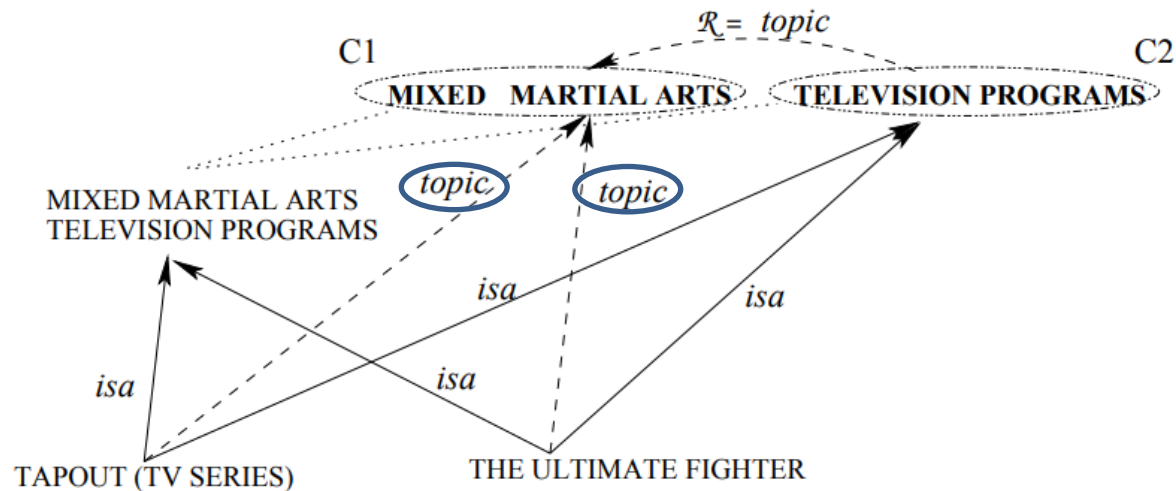 R = topic
C1
C2
MIXED MARTIAL ARTS
TELEVISION PROGRAMS
topic
topic
MIXED MARTIAL ARTS
TELEVISION PROGRAMS
isa
isa
isa
isa
TAPOUT (TV SERIES)
THE ULTIMATE FIGHTER